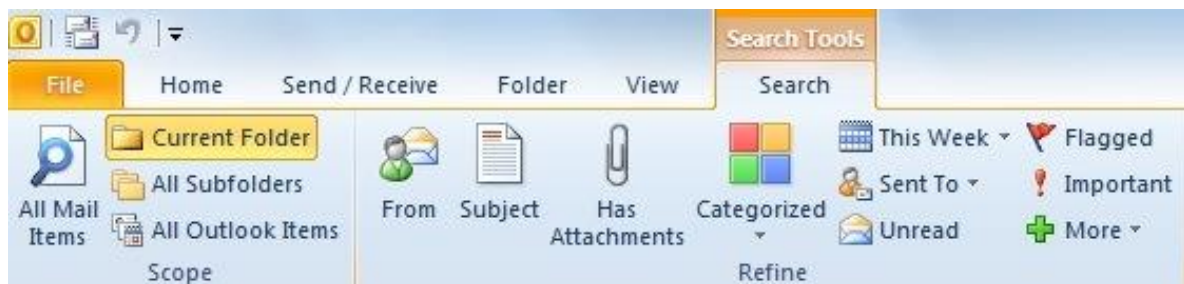 Search Tools
File Home Send / Receive Folder View Search
Current Folder This Week Flagged
All Subfolders Sent To Important
All Mail Items From Subject Has Attachments Categorized
All Outlook Items Unread More
Scope Refine